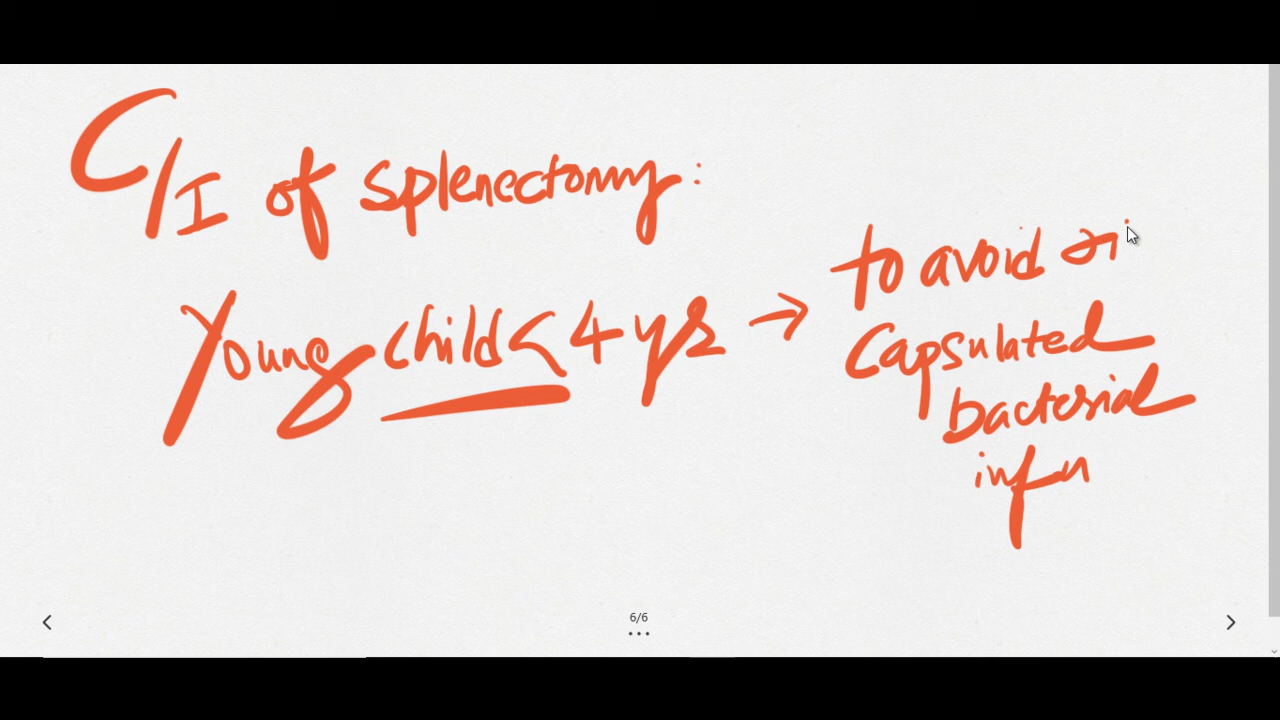 C/I of splenectomy:
Young child < 4 yrs →
to avoid
Capsulated
bacterial
infn
6/6